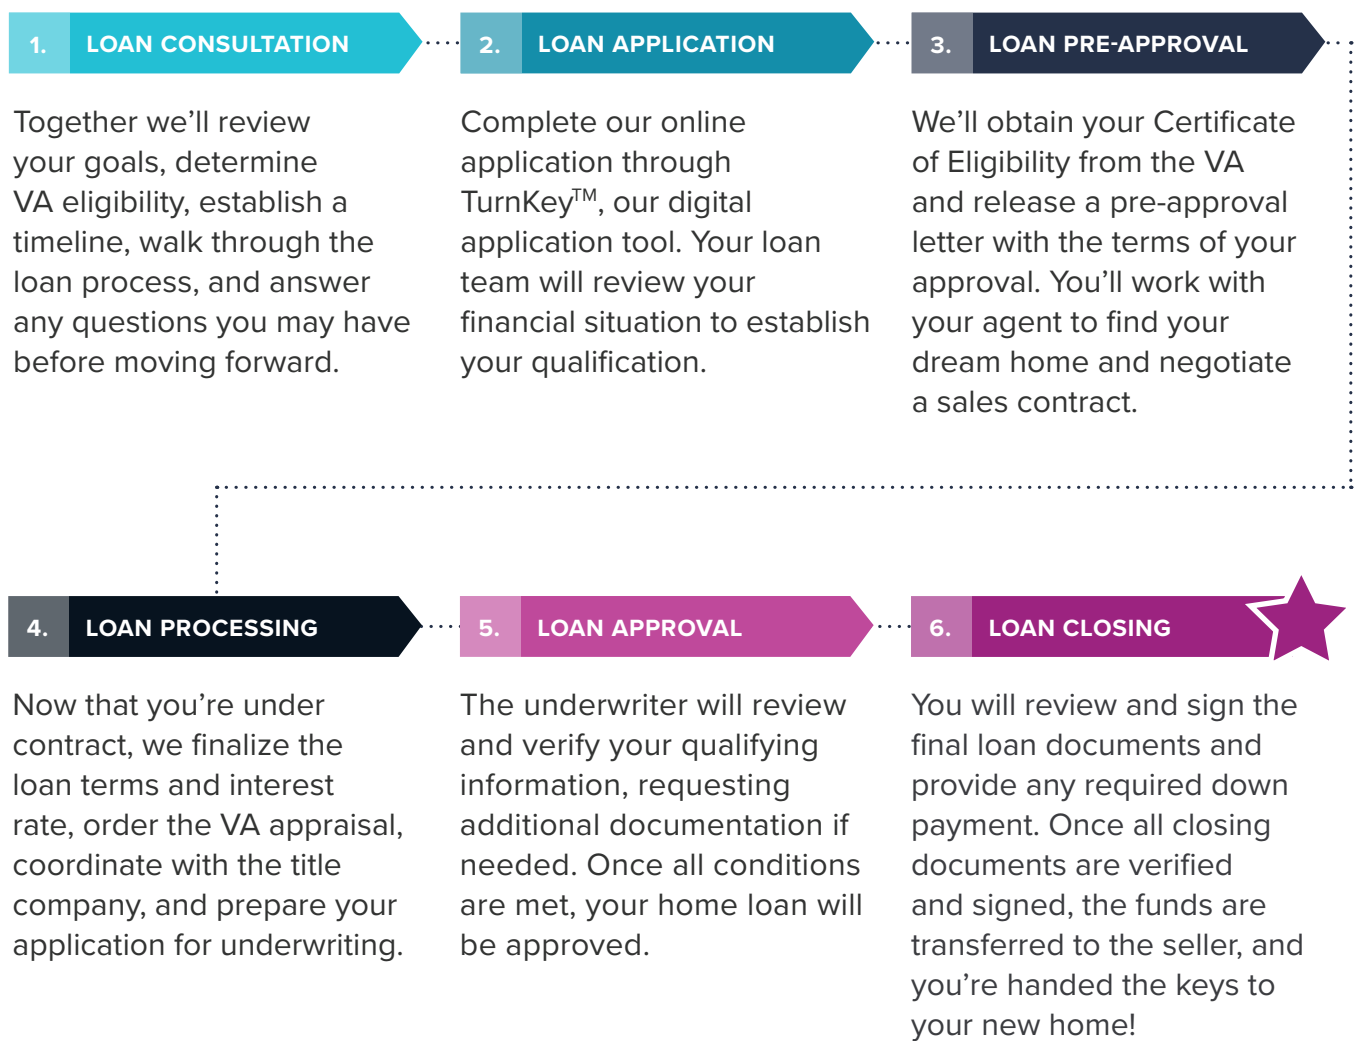 1. LOAN CONSULTATION
Together we’ll review
your goals, determine
VA eligibility, establish a
timeline, walk through the
loan process, and answer
any questions you may have
before moving forward.
2. LOAN APPLICATION
Complete our online
application through
TurnKey™, our digital
application tool. Your loan
team will review your
financial situation to establish
your qualification.
3. LOAN PRE-APPROVAL
We’ll obtain your Certificate
of Eligibility from the VA
and release a pre-approval
letter with the terms of your
approval. You’ll work with
your agent to find your
dream home and negotiate
a sales contract.
4. LOAN PROCESSING
Now that you’re under
contract, we finalize the
loan terms and interest
rate, order the VA appraisal,
coordinate with the title
company, and prepare your
application for underwriting.
5. LOAN APPROVAL
The underwriter will review
and verify your qualifying
information, requesting
additional documentation if
needed. Once all conditions
are met, your home loan will
be approved.
6. LOAN CLOSING
You will review and sign the
final loan documents and
provide any required down
payment. Once all closing
documents are verified
and signed, the funds are
transferred to the seller, and
you’re handed the keys to
your new home!